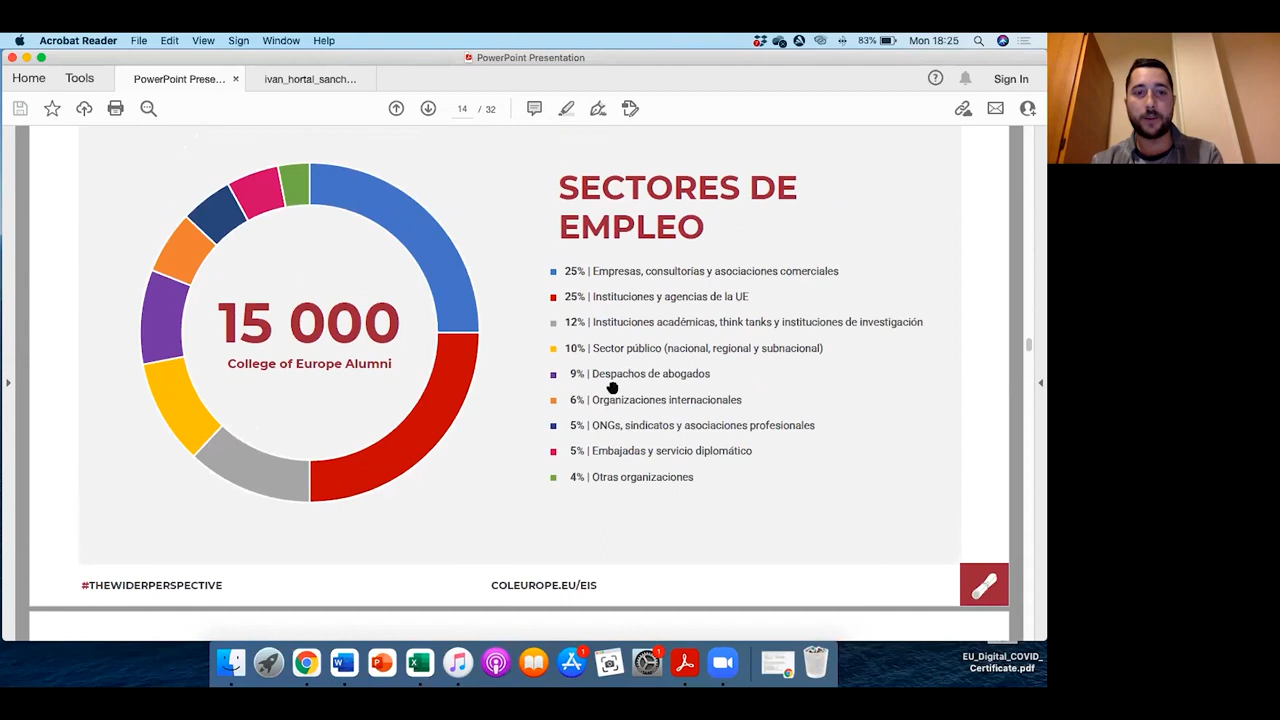 Acrobat Reader File Edit View Sign Window Help
83% Mon 18:25
PowerPoint Presentation
Home Tools PowerPoint Prese... × ivan_hortal_sanch... Sign In
14 / 32
SECTORES DE
EMPLEO
15 000
College of Europe Alumni
25% | Empresas, consultorías y asociaciones comerciales
25% | Instituciones y agencias de la UE
12% | Instituciones académicas, think tanks y instituciones de investigación
10% | Sector público (nacional, regional y subnacional)
9% | Despachos de abogados
6% | Organizaciones internacionales
5% | ONGs, sindicatos y asociaciones profesionales
5% | Embajadas y servicio diplomático
4% | Otras organizaciones
#THEWIDERPERSPECTIVE
COLEUROPE.EU/EIS
EU_Digital_COVID_
Certificate.pdf